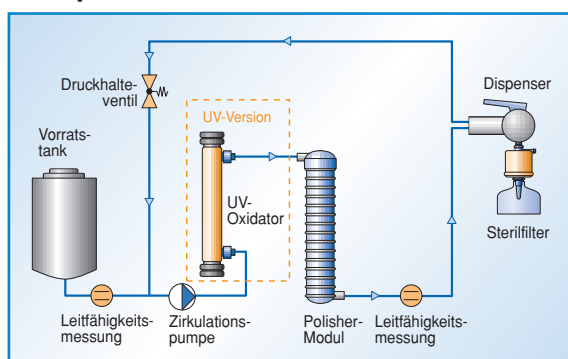 Druckhalte-
ventil
Vorrats-
tank
UV-Version
UV-
Oxidator
Dispenser
Sterilfilter
Leitfähigkeits-
messung
Zirkulations-
pumpe
Polisher-
Modul
Leitfähigkeits-
messung